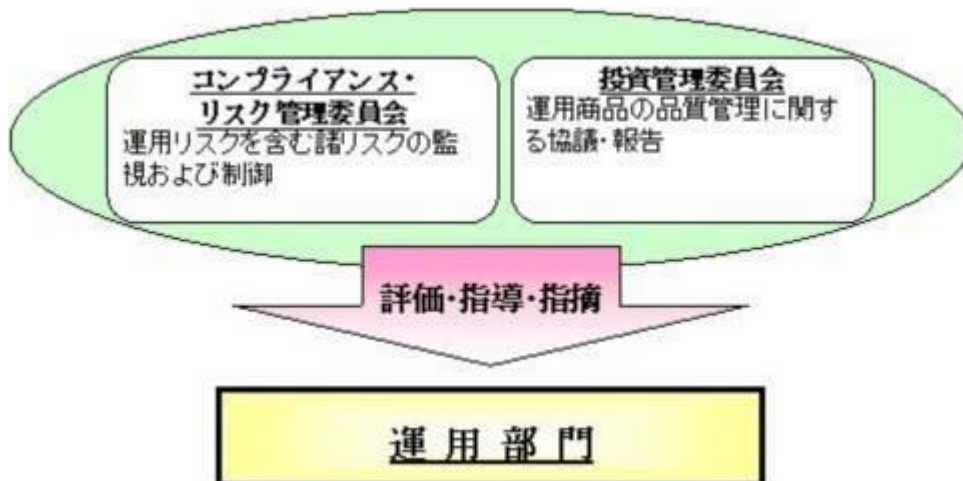 コンプライアンス・
リスク管理委員会
運用リスクを含む諸リスクの監
視および制御
投資管理委員会
運用商品の品質管理に関す
る協議・報告
評価・指導・指摘
運用部門